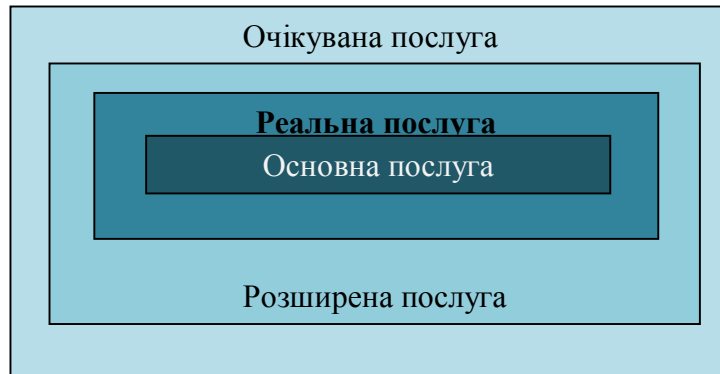 Очікувана послуга
Реальна послуга
Основна послуга
Розширена послуга